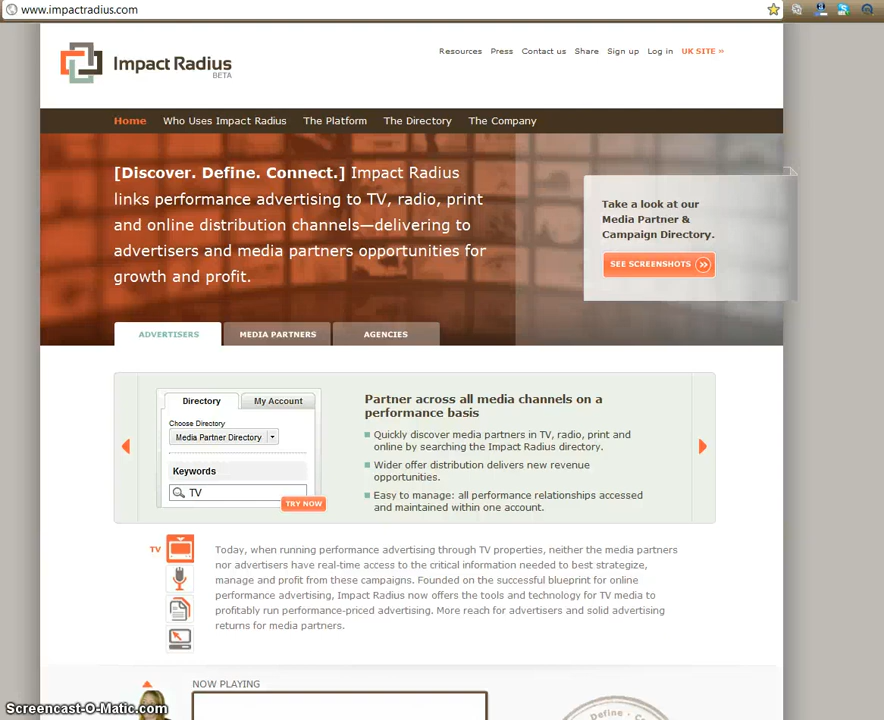 www.impactradius.com
Impact Radius
BETA
Resources Press Contact us Share Sign up Log in UK SITE »
Home Who Uses Impact Radius The Platform The Directory The Company
[Discover. Define. Connect.] Impact Radius
links performance advertising to TV, radio, print
and online distribution channels—delivering to
advertisers and media partners opportunities for
growth and profit.
Take a look at our
Media Partner &
Campaign Directory.
SEE SCREENSHOTS »
ADVERTISERS MEDIA PARTNERS AGENCIES
Directory My Account
Choose Directory
Media Partner Directory
Keywords
TV
TRY NOW
Partner across all media channels on a
performance basis
Quickly discover media partners in TV, radio, print and
online by searching the Impact Radius directory.
Wider offer distribution delivers new revenue
opportunities.
Easy to manage: all performance relationships accessed
and maintained within one account.
TV
Today, when running performance advertising through TV properties, neither the media partners
nor advertisers have real-time access to the critical information needed to best strategize,
manage and profit from these campaigns. Founded on the successful blueprint for online
performance advertising, Impact Radius now offers the tools and technology for TV media to
profitably run performance-priced advertising. More reach for advertisers and solid advertising
returns for media partners.
NOW PLAYING
Define · C
Screencast-O-Matic.com